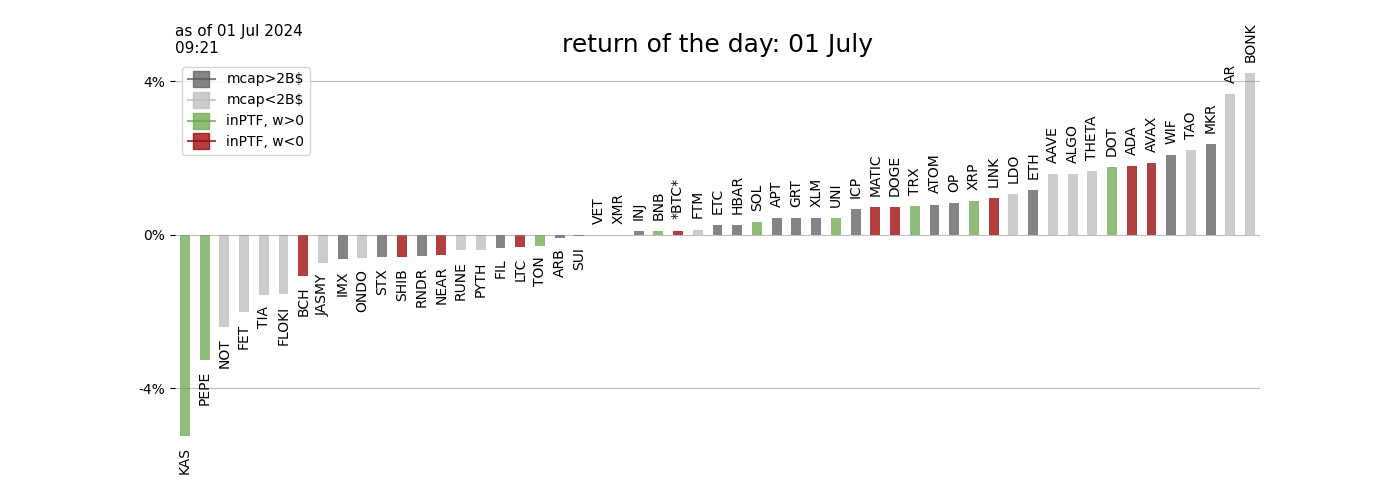 as of 01 Jul 2024
09:21
return of the day: 01 July
mcap>2B$
mcap<2B$
inPTF, w>0
inPTF, w<0
4%
0%
-4%
KAS
PEPE
NOT
FET
TIA
FLOKI
BCH
JASMY
IMX
ONDO
STX
SHIB
RNDR
NEAR
RUNE
PYTH
FIL
LTC
TON
ARB
SUI
VET
XMR
INJ
BNB
*BTC*
FTM
ETC
HBAR
SOL
APT
GRT
XLM
UNI
ICP
MATIC
DOGE
TRX
ATOM
OP
XRP
LINK
LDO
ETH
AAVE
ALGO
THETA
DOT
ADA
AVAX
WIF
TAO
MKR
AR
BONK